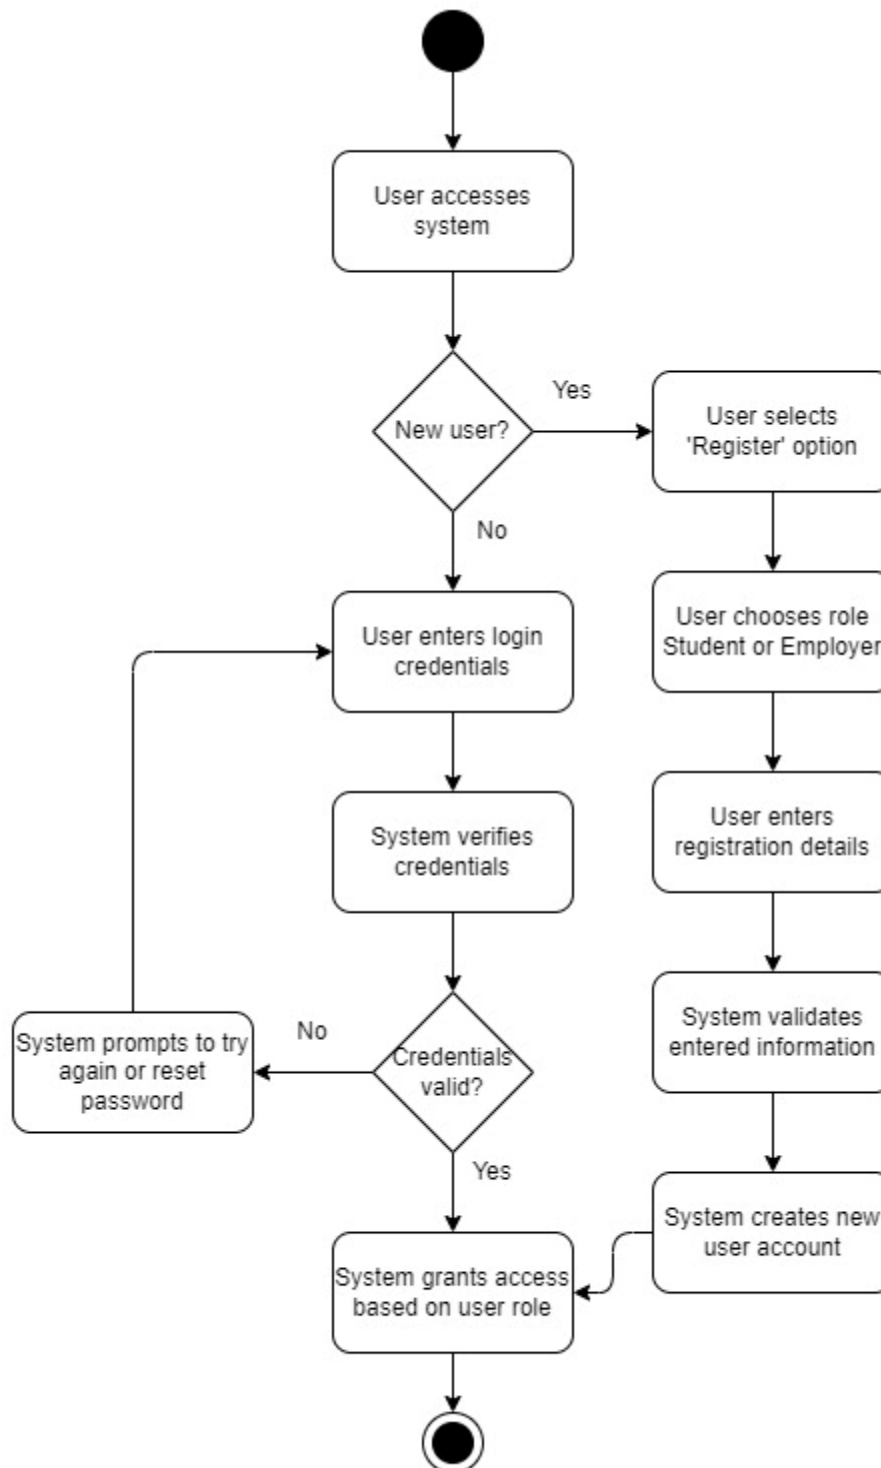 User accesses
system
New user?
Yes
User selects
'Register' option
No
User enters login
credentials
User chooses role
Student or Employer
System verifies
credentials
User enters
registration details
System prompts to try
again or reset
password
No
Credentials
valid?
Yes
System validates
entered information
System creates new
user account
System grants access
based on user role